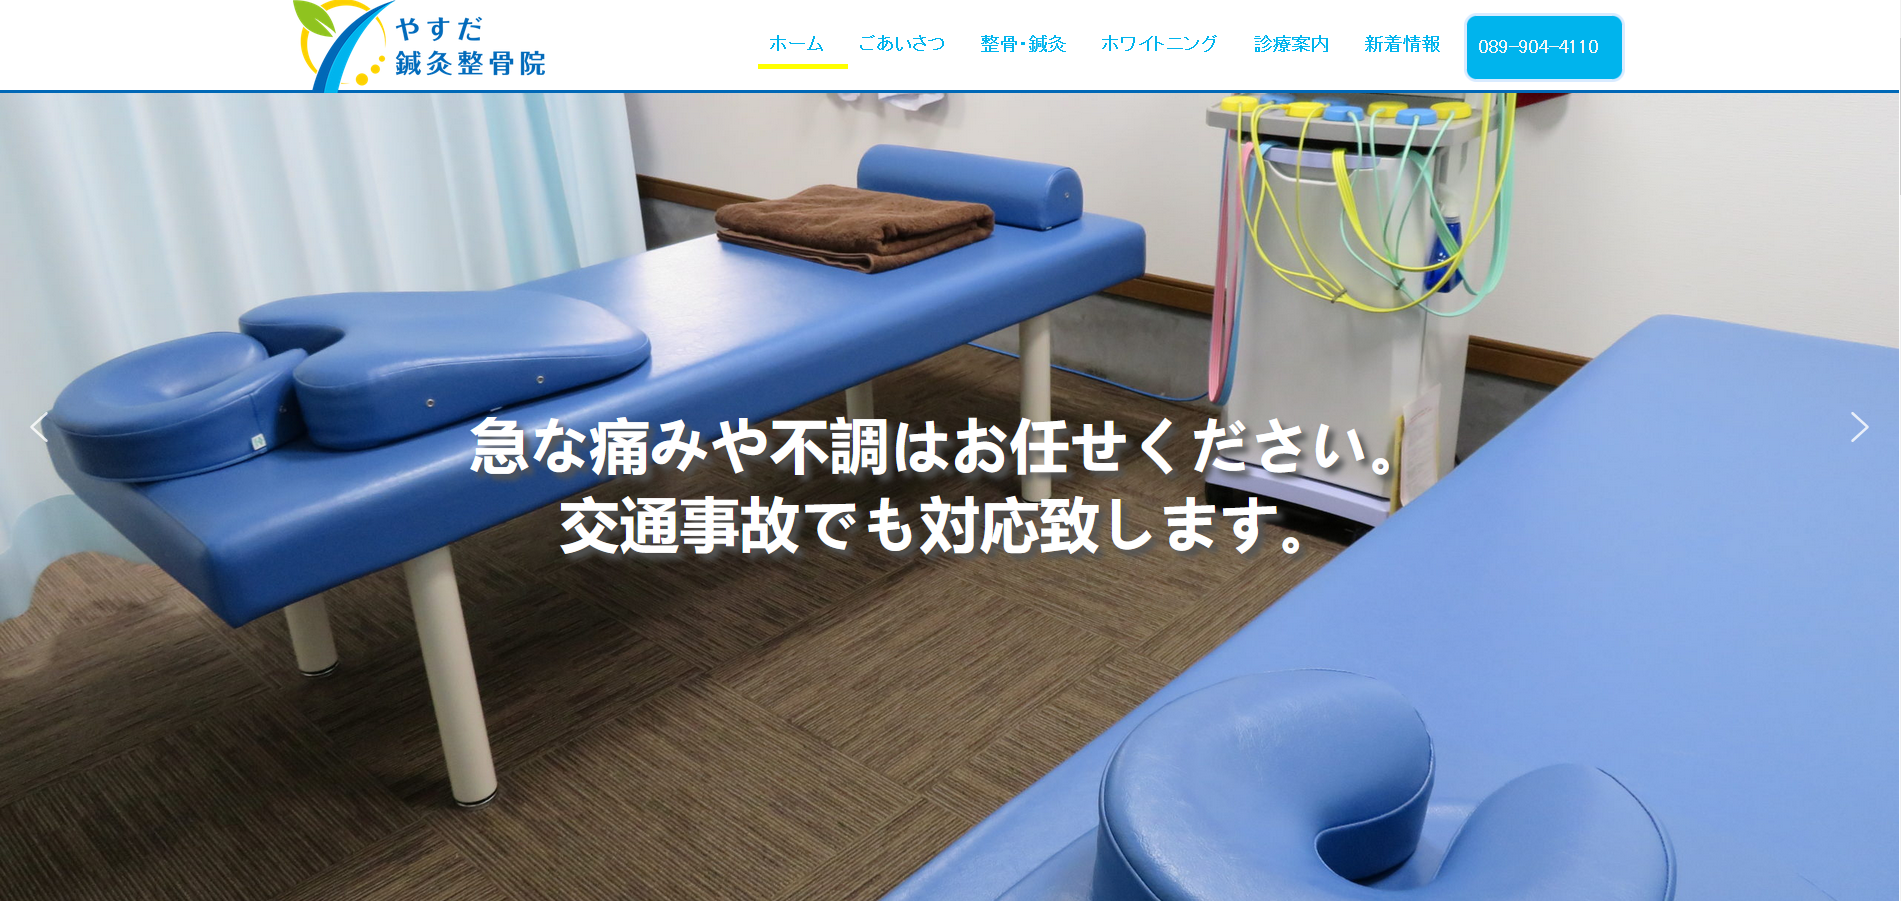 やすだ
鍼灸整骨院
ホーム
ごあいさつ
整骨・鍼灸
ホワイトニング
診療案内
新着情報
089-904-4110
急な痛みや不調はお任せください。
交通事故でも対応致します。